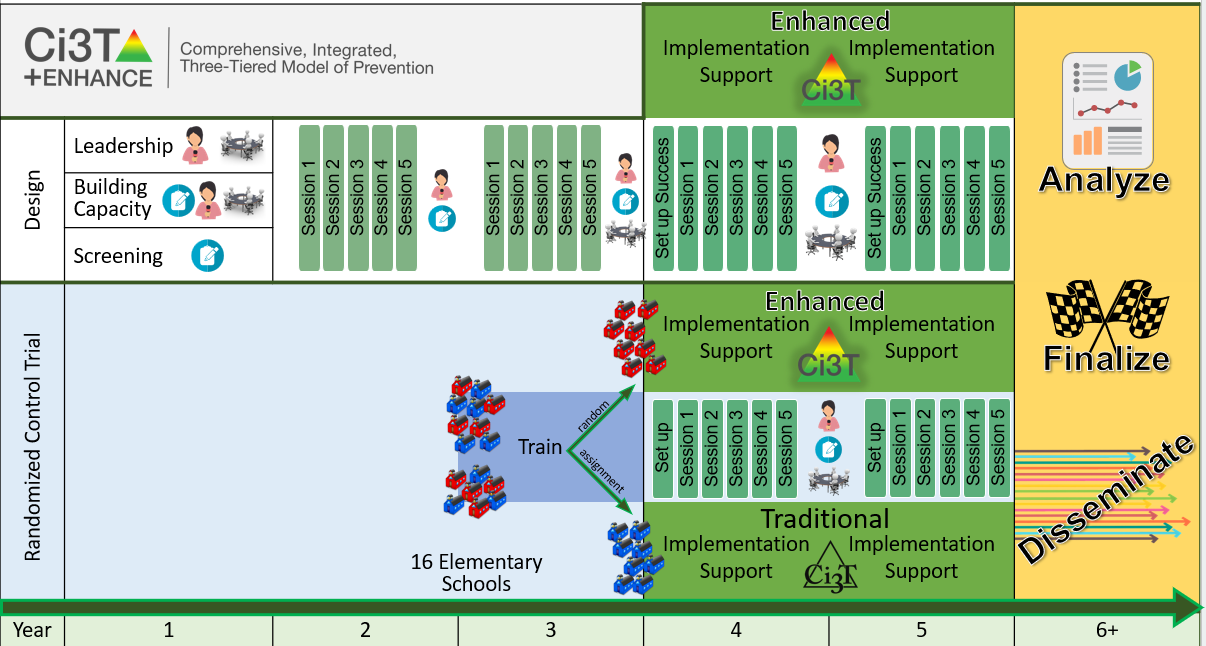 Ci3T
+ENHANCE
Comprehensive, Integrated,
Three-Tiered Model of Prevention
Enhanced
Implementation Support
Ci3T
Implementation Support
Analyze
Finalize
Disseminate
Design
Leadership
Building
Capacity
Screening
Session 1
Session 2
Session 3
Session 4
Session 5
Session 1
Session 2
Session 3
Session 4
Session 5
Set up Success
Session 1
Session 2
Session 3
Session 4
Session 5
Set up Success
Session 1
Session 2
Session 3
Session 4
Session 5
Randomized Control Trial
16 Elementary
Schools
Train
random
assignment
Enhanced
Implementation Support
Ci3T
Implementation Support
Set up
Session 1
Session 2
Session 3
Session 4
Session 5
Set up
Session 1
Session 2
Session 3
Session 4
Session 5
Traditional
Implementation Support
Ci3T
Implementation Support
Year
1
2
3
4
5
6+